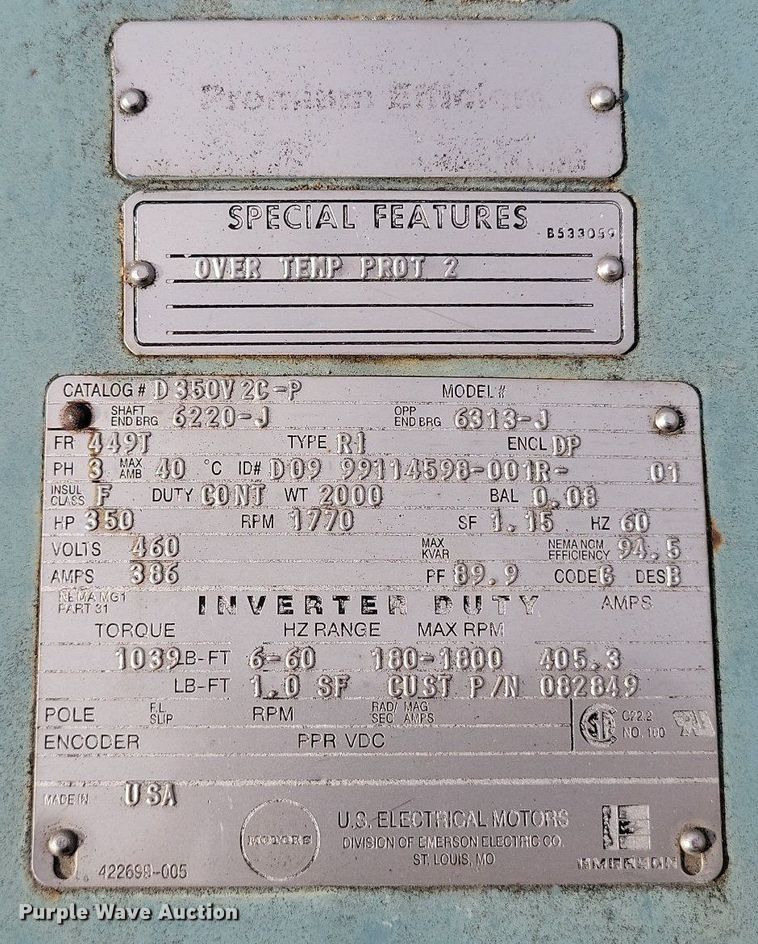 Premium Efficient
SPECIAL FEATURES
B533059
OVER TEMP PROT 2
CATALOG # D350V2C-P MODEL #
SHAFT END BRG 6220-J OPP END BRG 6313-J
FR 449T TYPE R1 ENCL DP
PH 3 MAX AMB 40 °C ID# D09 99114598-001R- 01
INSUL CLASS F DUTY CONT WT 2000 BAL 0.08
HP 350 RPM 1770 SF 1.15 HZ 60
VOLTS 460 MAX KVAR NEMA NOM EFFICIENCY 94.5
AMPS 386 PF 89.9 CODE G DES B
NEMA MG1 PART 31 INVERTER DUTY AMPS
TORQUE HZ RANGE MAX RPM
1039 LB-FT 6-60 180-1800 405.3
LB-FT 1.0 SF CUST P/N 082849
POLE F.L. SLIP RPM RAD/SEC MAG AMPS
ENCODER PPR VDC
C22.2 NO. 100
MADE IN USA
MOTORS
U.S. ELECTRICAL MOTORS
DIVISION OF EMERSON ELECTRIC CO.
ST. LOUIS, MO
EMERSON
422698-005
Purple Wave Auction